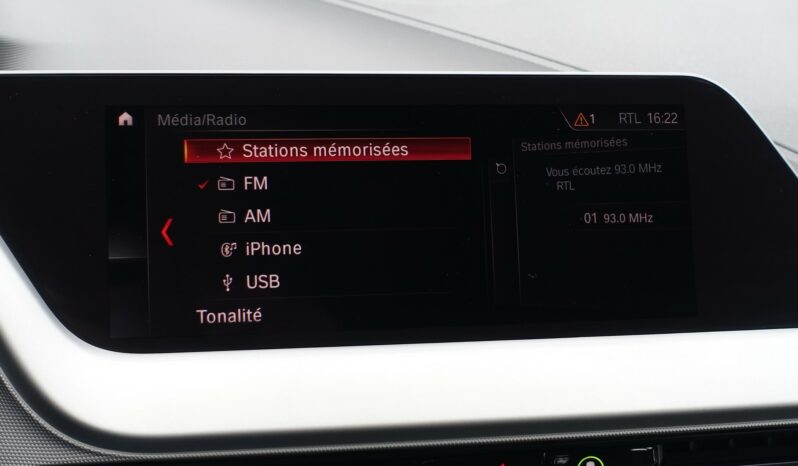 Média/Radio
1 RTL 16:22
Stations mémorisées
FM
AM
iPhone
USB
Tonalité
Stations mémorisées
Vous écoutez 93.0 MHz
RTL
01 93.0 MHz